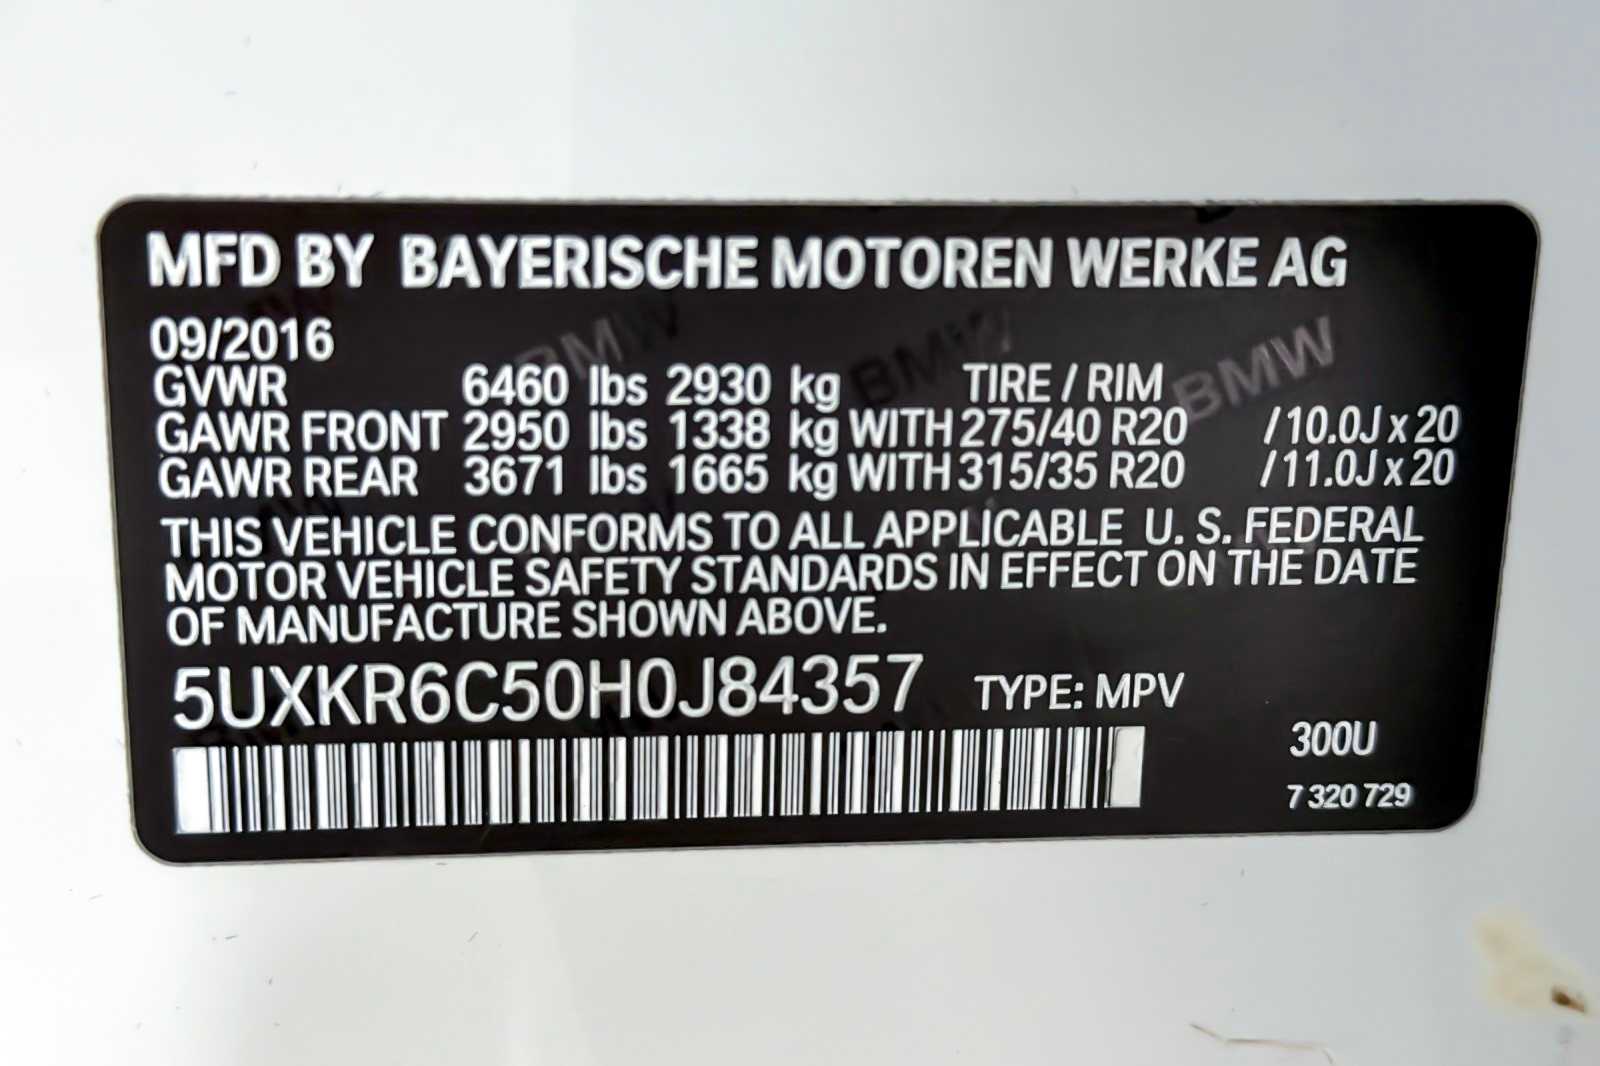 MFD BY BAYERISCHE MOTOREN WERKE AG
09/2016
GVWR 6460 lbs 2930 kg TIRE / RIM
GAWR FRONT 2950 lbs 1338 kg WITH 275/40 R20 /10.0J x 20
GAWR REAR 3671 lbs 1665 kg WITH 315/35 R20 /11.0J x 20
THIS VEHICLE CONFORMS TO ALL APPLICABLE U. S. FEDERAL
MOTOR VEHICLE SAFETY STANDARDS IN EFFECT ON THE DATE
OF MANUFACTURE SHOWN ABOVE.
5UXKR6C50H0J84357 TYPE: MPV
300U
7 320 729
BMW
BMW
BMW